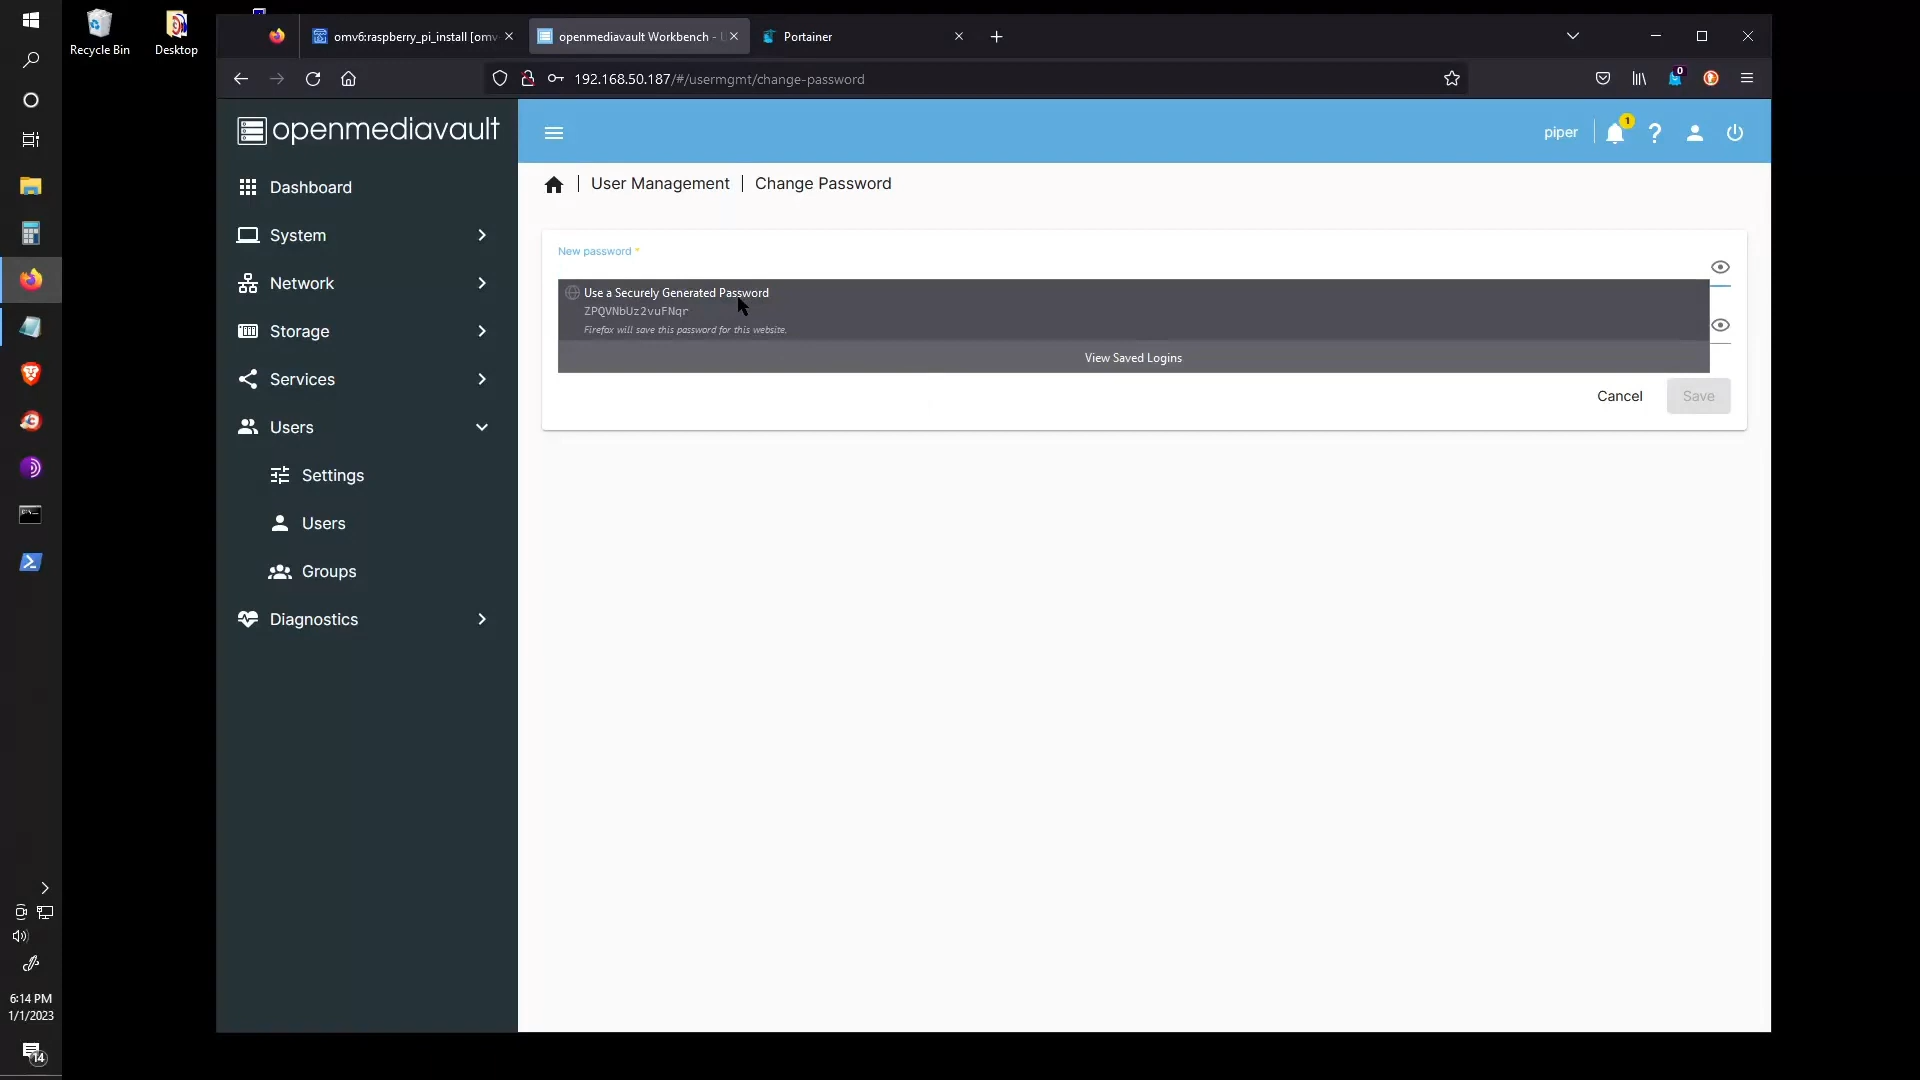 Recycle Bin
Desktop
omv6:raspberry_pi_install [omv
openmediavault Workbench -
Portainer
192.168.50.187/#/usermgmt/change-password
0
openmediavault
piper
1
Dashboard
System
Network
Storage
Services
Users
Settings
Users
Groups
Diagnostics
User Management | Change Password
New password *
Use a Securely Generated Password
ZPQVNbUz2vuFNqr
Firefox will save this password for this website.
View Saved Logins
Cancel
Save
6:14 PM
1/1/2023
14